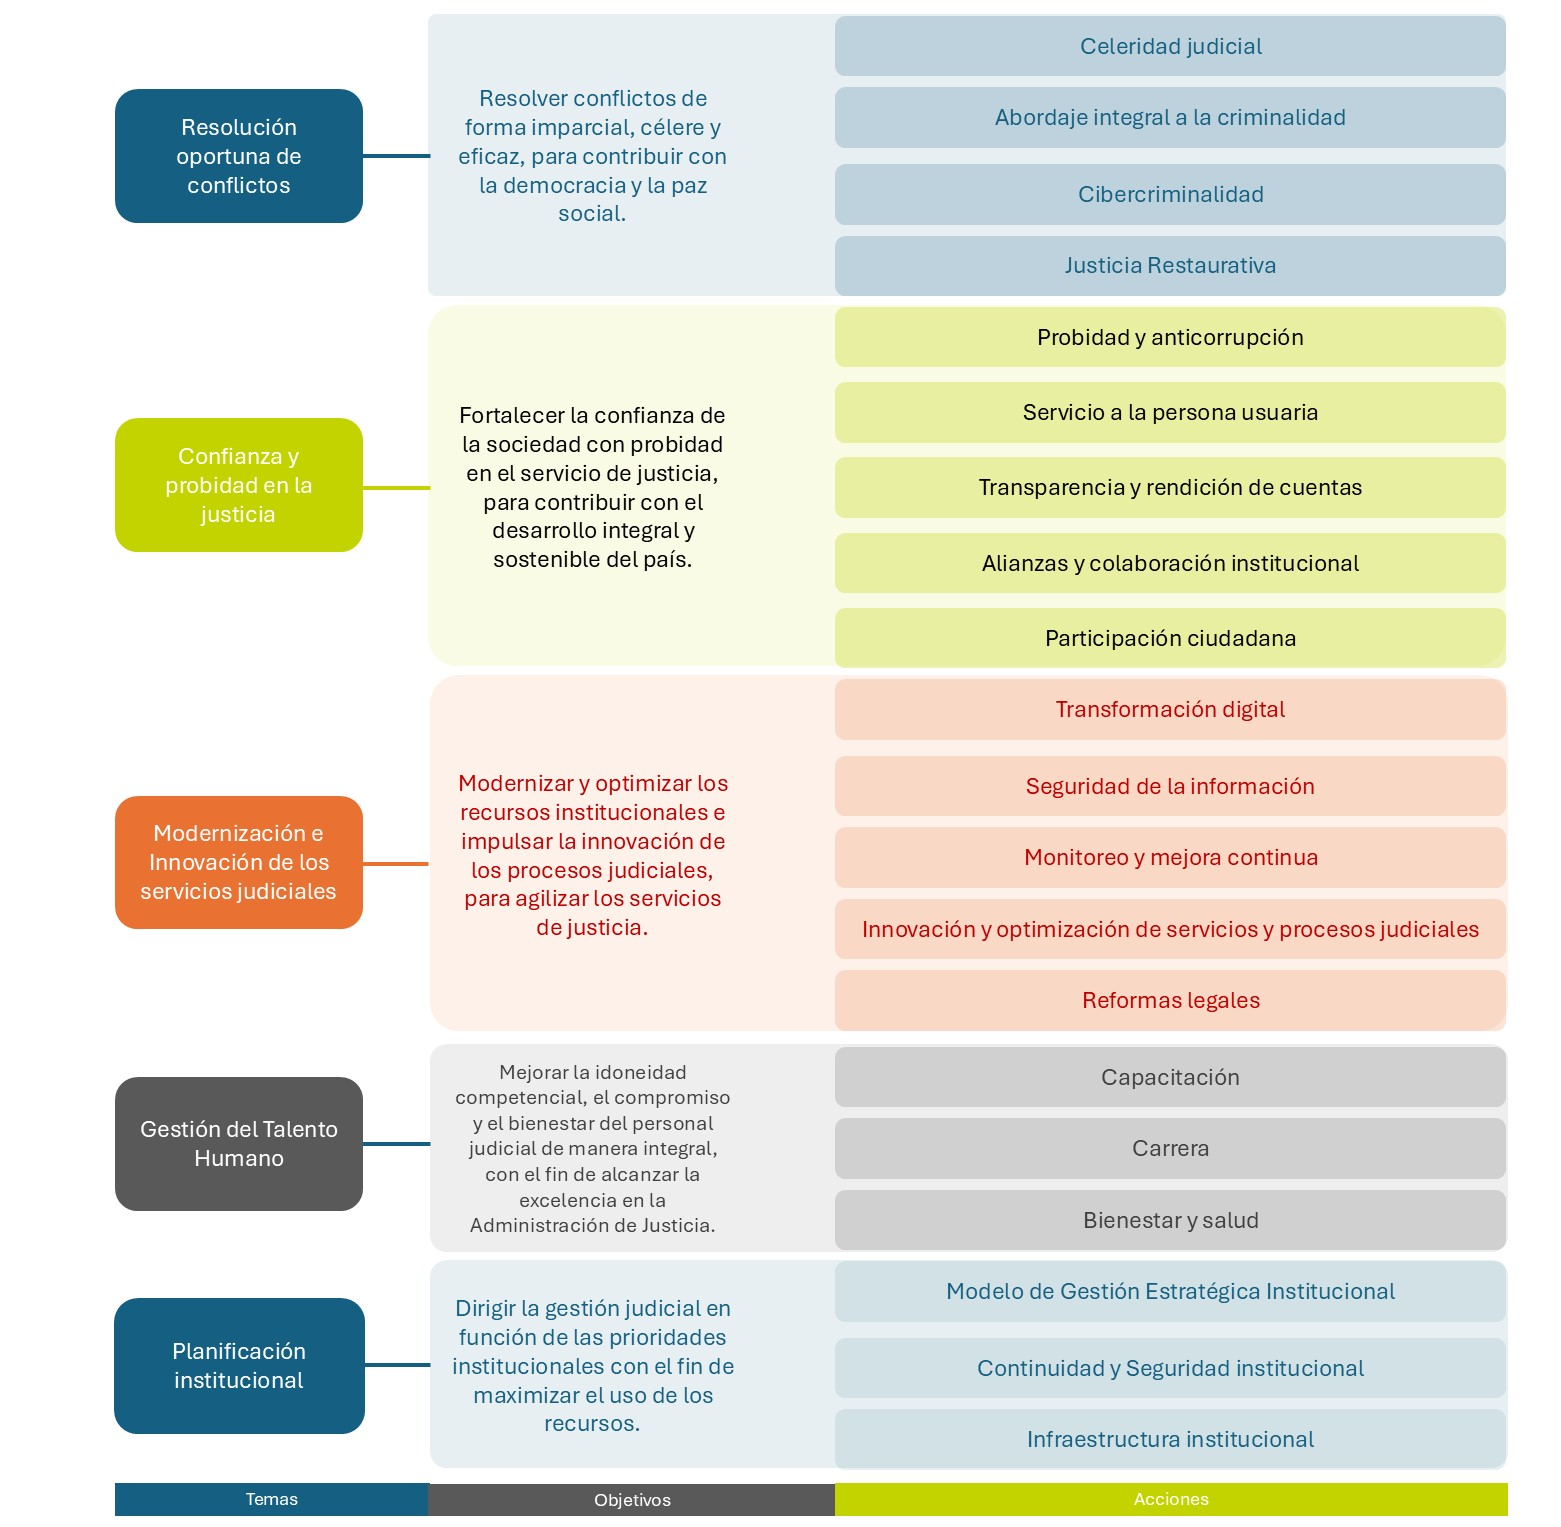 Resolución
oportuna de
conflictos
Resolver conflictos de
forma imparcial, célere y
eficaz, para contribuir con
la democracia y la paz
social.
Celeridad judicial
Abordaje integral a la criminalidad
Cibercriminalidad
Justicia Restaurativa
Confianza y
probidad en la
justicia
Fortalecer la confianza de
la sociedad con probidad
en el servicio de justicia,
para contribuir con el
desarrollo integral y
sostenible del país.
Probidad y anticorrupción
Servicio a la persona usuaria
Transparencia y rendición de cuentas
Alianzas y colaboración institucional
Participación ciudadana
Modernización e
Innovación de los
servicios judiciales
Modernizar y optimizar los
recursos institucionales e
impulsar la innovación de
los procesos judiciales,
para agilizar los servicios
de justicia.
Transformación digital
Seguridad de la información
Monitoreo y mejora continua
Innovación y optimización de servicios y procesos judiciales
Reformas legales
Gestión del Talento
Humano
Mejorar la idoneidad
competencial, el compromiso
y el bienestar del personal
judicial de manera integral,
con el fin de alcanzar la
excelencia en la
Administración de Justicia.
Capacitación
Carrera
Bienestar y salud
Planificación
institucional
Dirigir la gestión judicial en
función de las prioridades
institucionales con el fin de
maximizar el uso de los
recursos.
Modelo de Gestión Estratégica Institucional
Continuidad y Seguridad institucional
Infraestructura institucional
Temas
Objetivos
Acciones